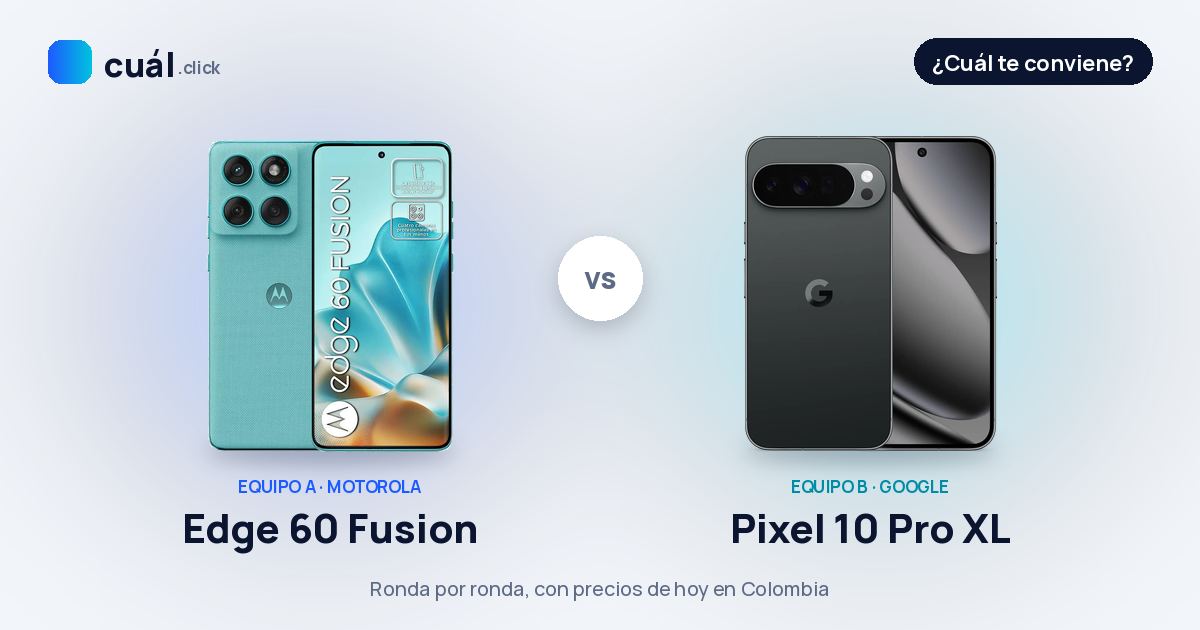 cuál.click
¿Cuál te conviene?
edge 60 FUSION
vs
EQUIPO A · MOTOROLA
EQUIPO B · GOOGLE
Edge 60 Fusion
Pixel 10 Pro XL
Ronda por ronda, con precios de hoy en Colombia